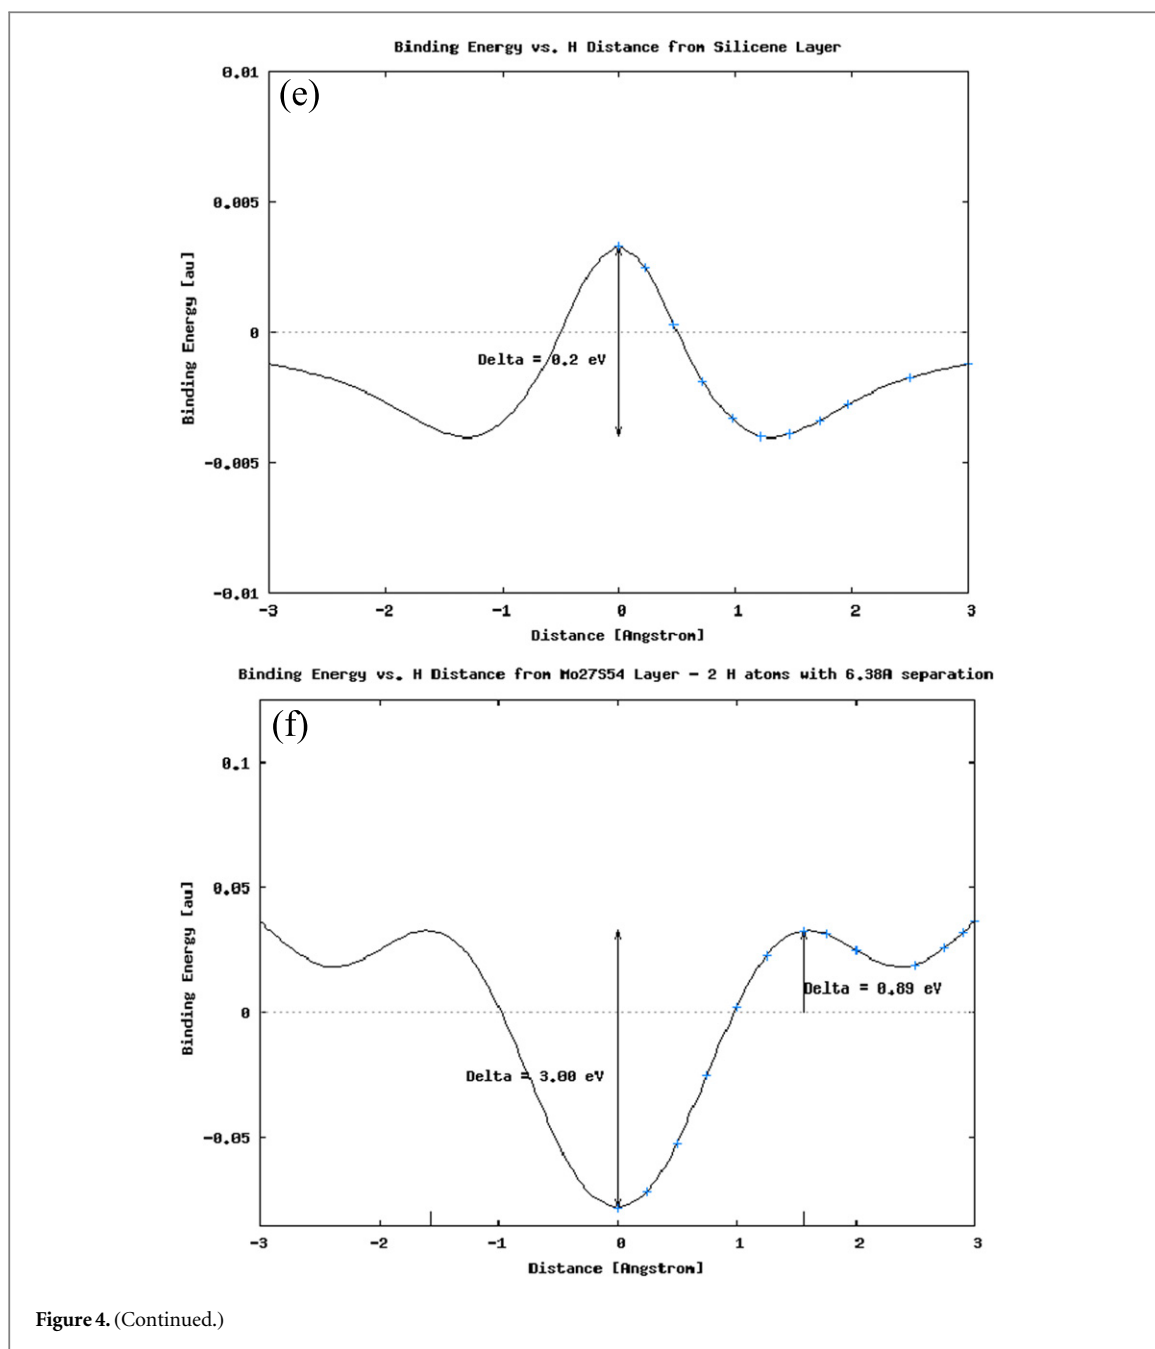 Binding Energy vs. H Distance from Silicene Layer
(e)
0.01
0.005
0
-0.005
-0.01
Binding Energy [au]
Delta = 0.2 eV
-3 -2 -1 0 1 2 3
Distance [Angstrom]
Binding Energy vs. H Distance from Mo27S54 Layer - 2 H atoms with 6.38A separation
(f)
0.1
0.05
0
-0.05
Binding Energy [au]
Delta = 0.89 eV
Delta = 3.00 eV
-3 -2 -1 0 1 2 3
Distance [Angstrom]
Figure 4. (Continued.)